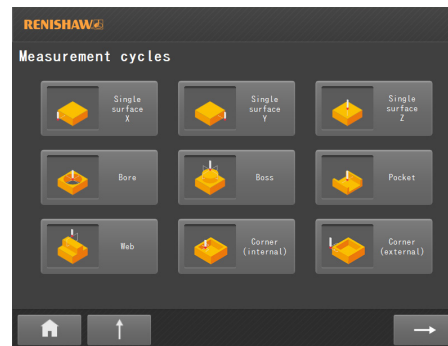 RENISHAW
Measurement cycles
Single
surface
X
Single
surface
Y
Single
surface
Z
Bore
Boss
Pocket
Web
Corner
(internal)
Corner
(external)